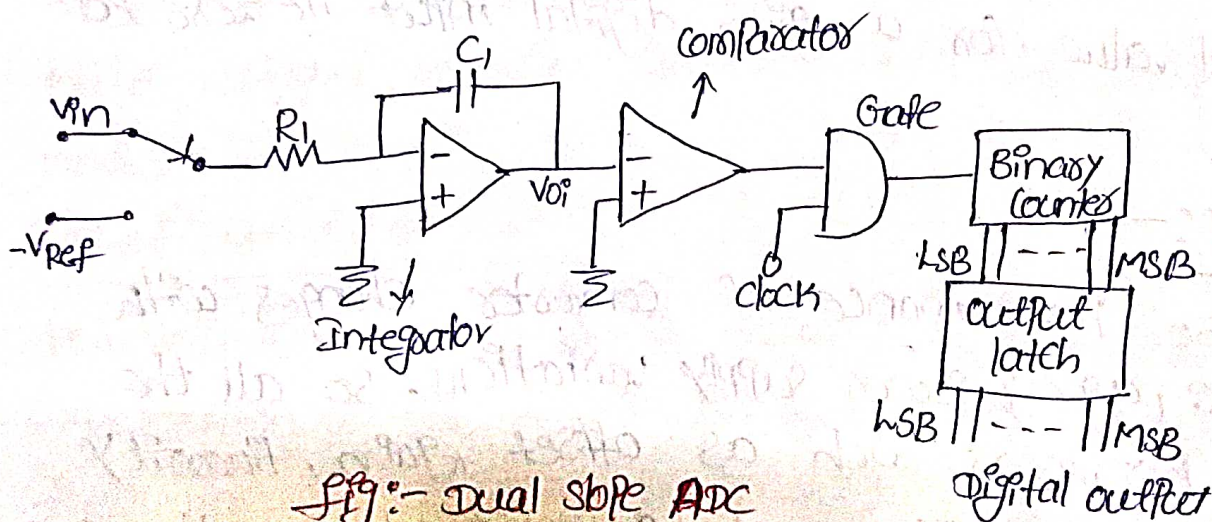 Comparator
C1
Vin
R1
Gate
-
+
Voi
-
+
Binary
Counter
-VRef
LSB
---
MSB
Clock
Integrator
output
latch
LSB
---
MSB
fig:- Dual Slope ADC
Digital output